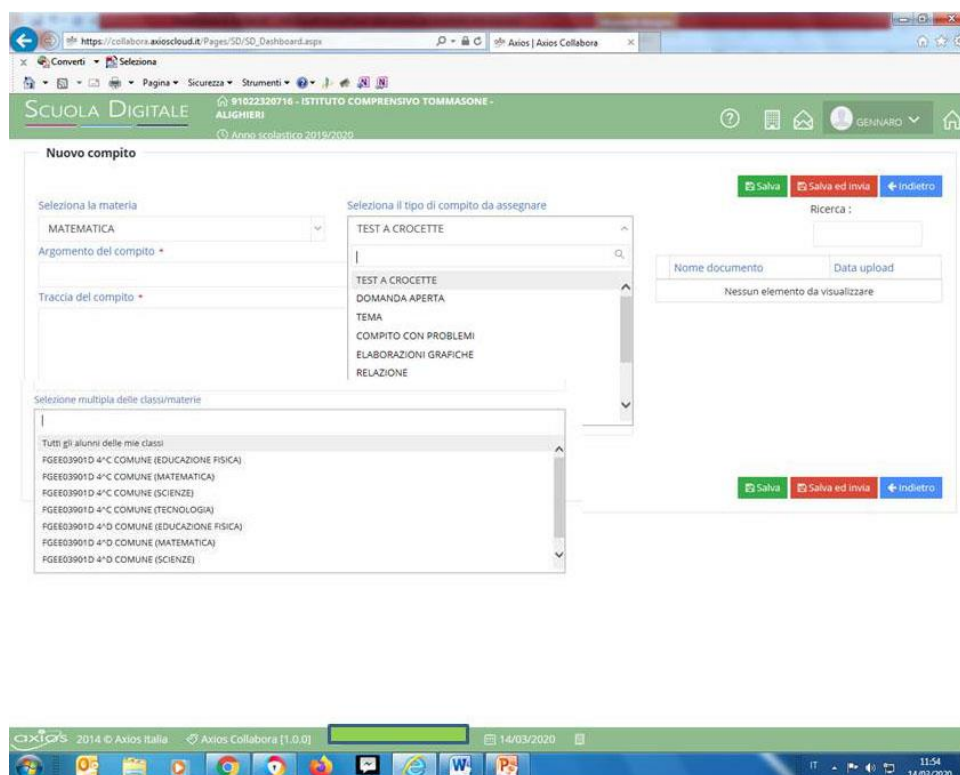 https://collabora.axioscloud.it/Pages/SD/SD_Dashboard.aspx
Axios | Axios Collabora
x Converti Seleziona
Pagina Sicurezza Strumenti
SCUOLA DIGITALE
91022320716 - ISTITUTO COMPRENSIVO TOMMASONE -
ALIGHIERI
Anno scolastico 2019/2020
GENNARO
Nuovo compito
Salva Salva ed invia Indietro
Seleziona la materia
Seleziona il tipo di compito da assegnare
Ricerca :
MATEMATICA
TEST A CROCETTE
Argomento del compito *
Nome documento Data upload
TEST A CROCETTE
Nessun elemento da visualizzare
Traccia del compito *
DOMANDA APERTA
TEMA
COMPITO CON PROBLEMI
ELABORAZIONI GRAFICHE
RELAZIONE
Selezione multipla delle classi/materie
Tutti gli alunni delle mie classi
FGEE03901D 4^C COMUNE (EDUCAZIONE FISICA)
FGEE03901D 4^C COMUNE (MATEMATICA)
FGEE03901D 4^C COMUNE (SCIENZE)
FGEE03901D 4^C COMUNE (TECNOLOGIA)
FGEE03901D 4^D COMUNE (EDUCAZIONE FISICA)
FGEE03901D 4^D COMUNE (MATEMATICA)
FGEE03901D 4^D COMUNE (SCIENZE)
Salva Salva ed invia Indietro
axios 2014 © Axios Italia Axios Collabora [1.0.0] 14/03/2020
IT 11:54
14/03/2020